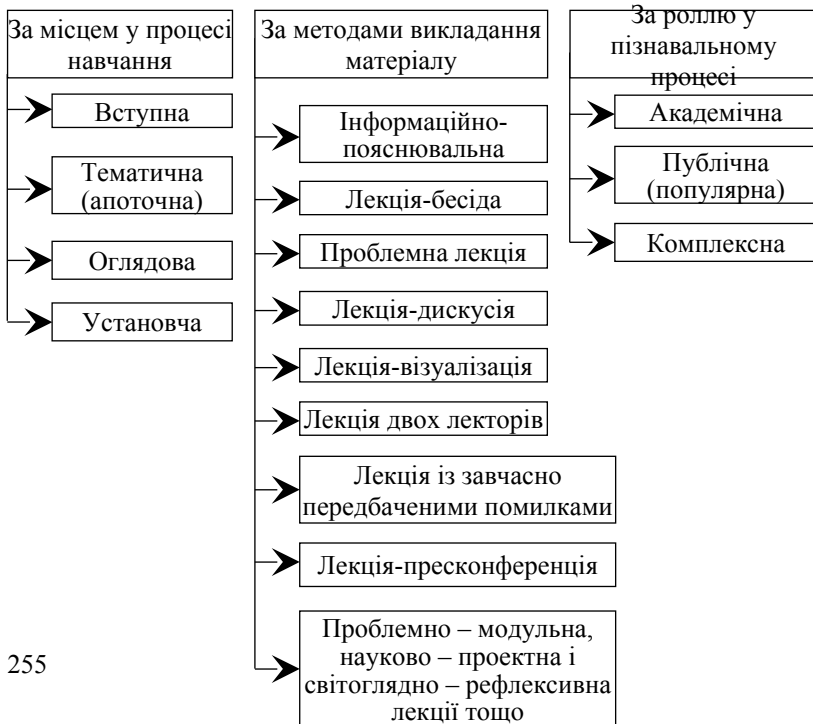 За місцем у процесі
навчання
Вступна
Тематична
(апоточна)
Оглядова
Установча
За методами викладання
матеріалу
Інформаційно-
пояснювальна
Лекція-бесіда
Проблемна лекція
Лекція-дискусія
Лекція-візуалізація
Лекція двох лекторів
Лекція із завчасно
передбаченими помилками
Лекція-пресконференція
Проблемно – модульна,
науково – проектна і
світоглядно – рефлексивна
лекції тощо
За роллю у
пізнавальному
процесі
Академічна
Публічна
(популярна)
Комплексна
255